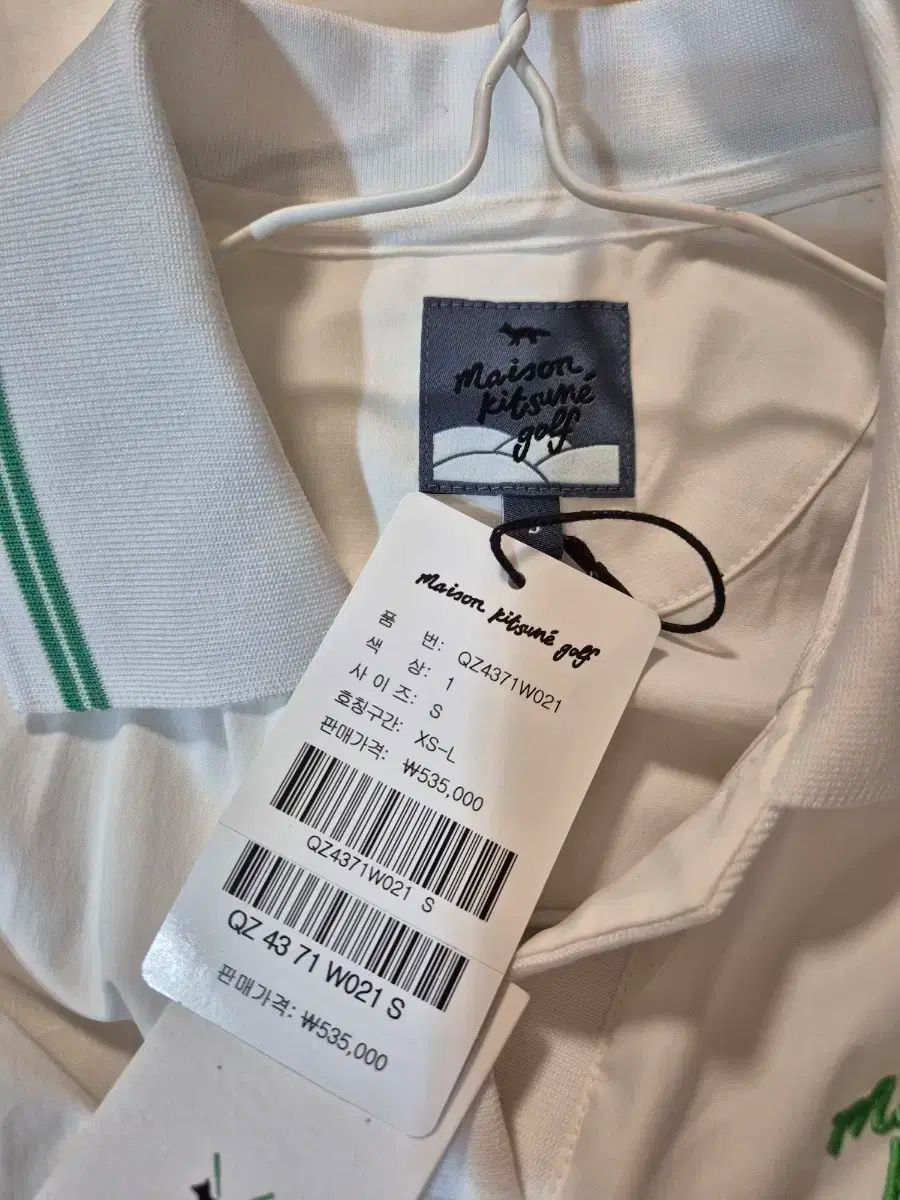 Maison
kitsuné
golf
S
Maison kitsuné golf
품 번: QZ4371W021
색 상: 1
사 이 즈: S
호칭구간: XS-L
판매가격: ₩535,000
QZ4371W021 S
QZ 43 71 W021 S
판매가격: ₩535,000